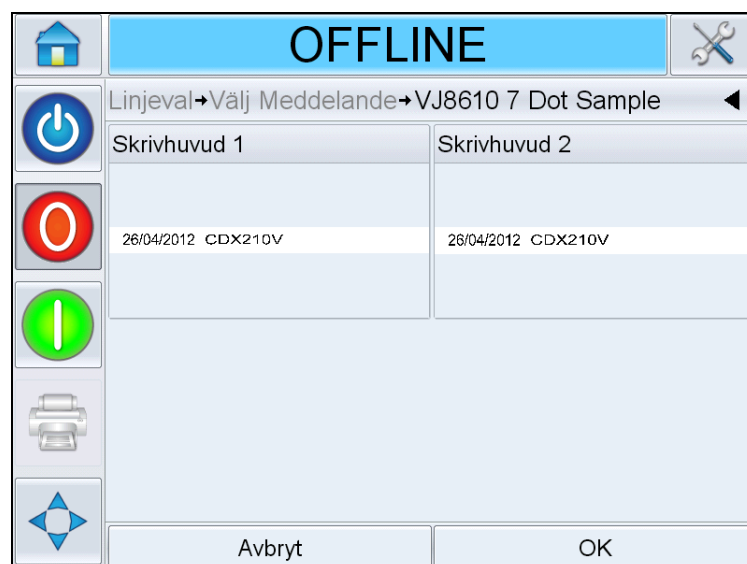 OFFLINE
Linjeval→Välj Meddelande→VJ8610 7 Dot Sample
Skrivhuvud 1 Skrivhuvud 2
26/04/2012 CDX210V 26/04/2012 CDX210V
Avbryt OK